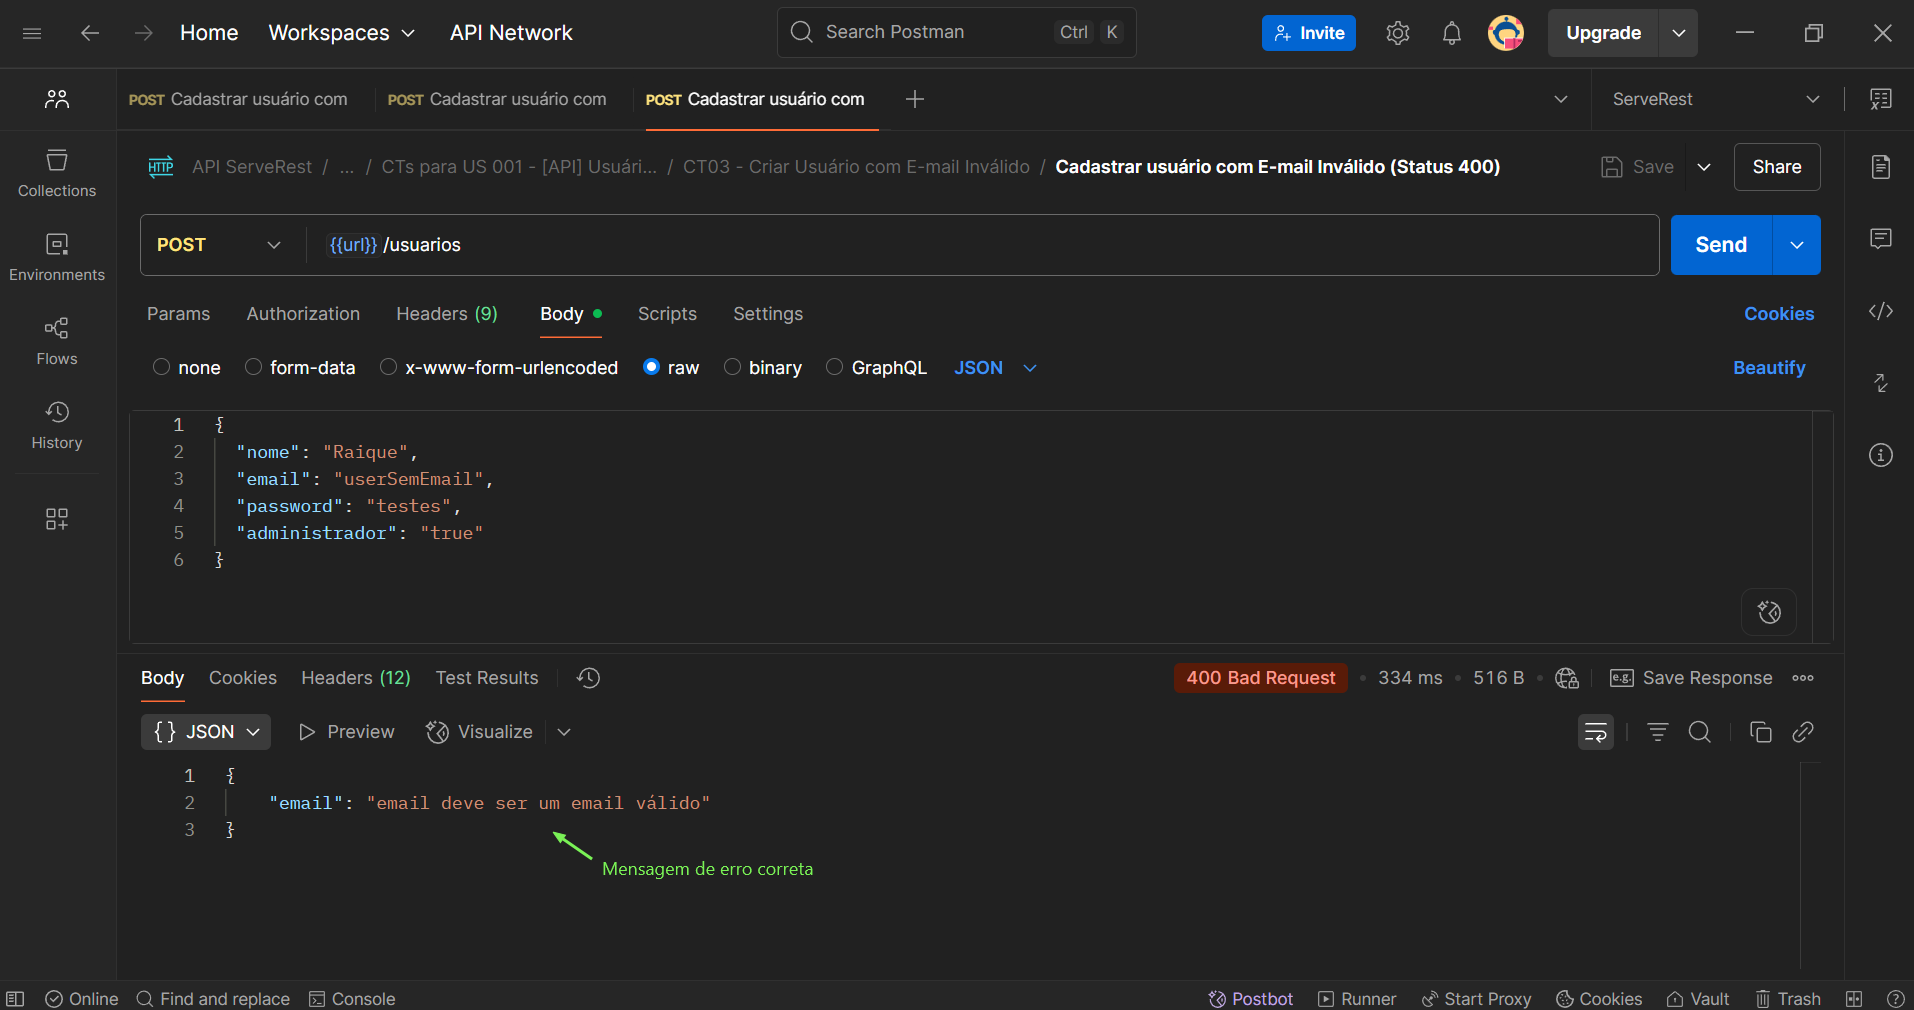 Home Workspaces API Network Search Postman Ctrl K Invite Upgrade
POST Cadastrar usuário com POST Cadastrar usuário com POST Cadastrar usuário com ServeRest
HTTP API ServeRest / ... / CTs para US 001 - [API] Usuári... / CT03 - Criar Usuário com E-mail Inválido / Cadastrar usuário com E-mail Inválido (Status 400) Save Share
Collections
Environments
Flows
History
POST {{url}} /usuarios Send
Params Authorization Headers (9) Body Scripts Settings Cookies
none form-data x-www-form-urlencoded raw binary GraphQL JSON Beautify
1 {
2 "nome": "Raique",
3 "email": "userSemEmail",
4 "password": "testes",
5 "administrador": "true"
6 }
Body Cookies Headers (12) Test Results 400 Bad Request • 334 ms • 516 B • e.g. Save Response
{} JSON Preview Visualize
1 {
2 "email": "email deve ser um email válido"
3 }
Mensagem de erro correta
Online Find and replace Console Postbot Runner Start Proxy Cookies Vault Trash